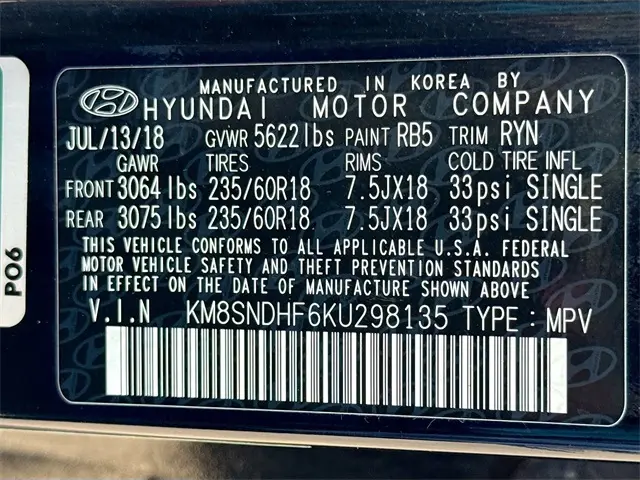 MANUFACTURED IN KOREA BY
HYUNDAI MOTOR COMPANY
JUL/13/18 GVWR 5622lbs PAINT RB5 TRIM RYN
GAWR TIRES RIMS COLD TIRE INFL
FRONT 3064lbs 235/60R18 7.5JX18 33psi SINGLE
REAR 3075lbs 235/60R18 7.5JX18 33psi SINGLE
THIS VEHICLE CONFORMS TO ALL APPLICABLE U.S.A. FEDERAL
MOTOR VEHICLE SAFETY AND THEFT PREVENTION STANDARDS
IN EFFECT ON THE DATE OF MANUFACTURE SHOWN ABOVE.
V.I.N KM8SNDHF6KU298135 TYPE : MPV
P06